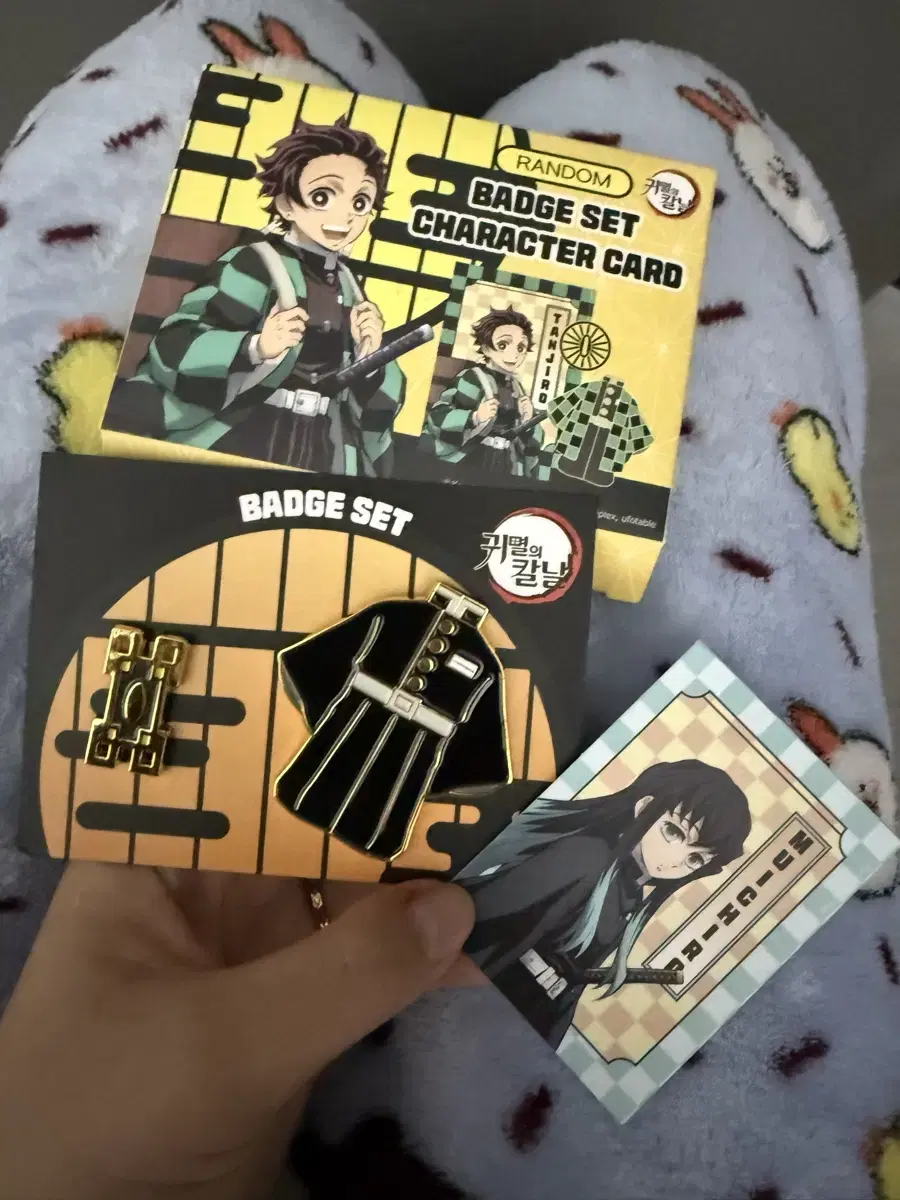 RANDOM
귀멸의
칼날
BADGE SET
CHARACTER CARD
TANJIRO
plex, ufotable
BADGE SET
귀멸의
칼날
MUICHIRO